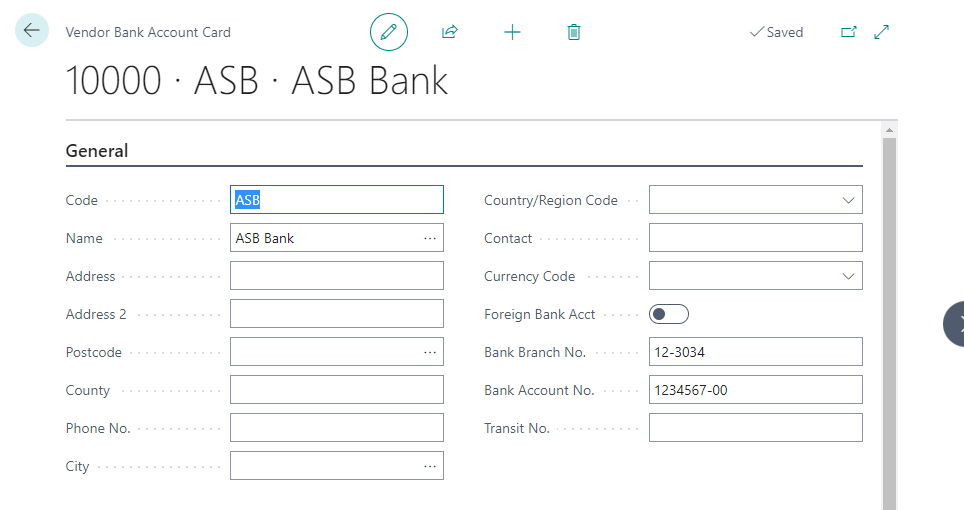 Vendor Bank Account Card
Saved
10000 · ASB · ASB Bank
General
Code ASB
Name ASB Bank
Address
Address 2
Postcode
County
Phone No.
City
Country/Region Code
Contact
Currency Code
Foreign Bank Acct
Bank Branch No. 12-3034
Bank Account No. 1234567-00
Transit No.